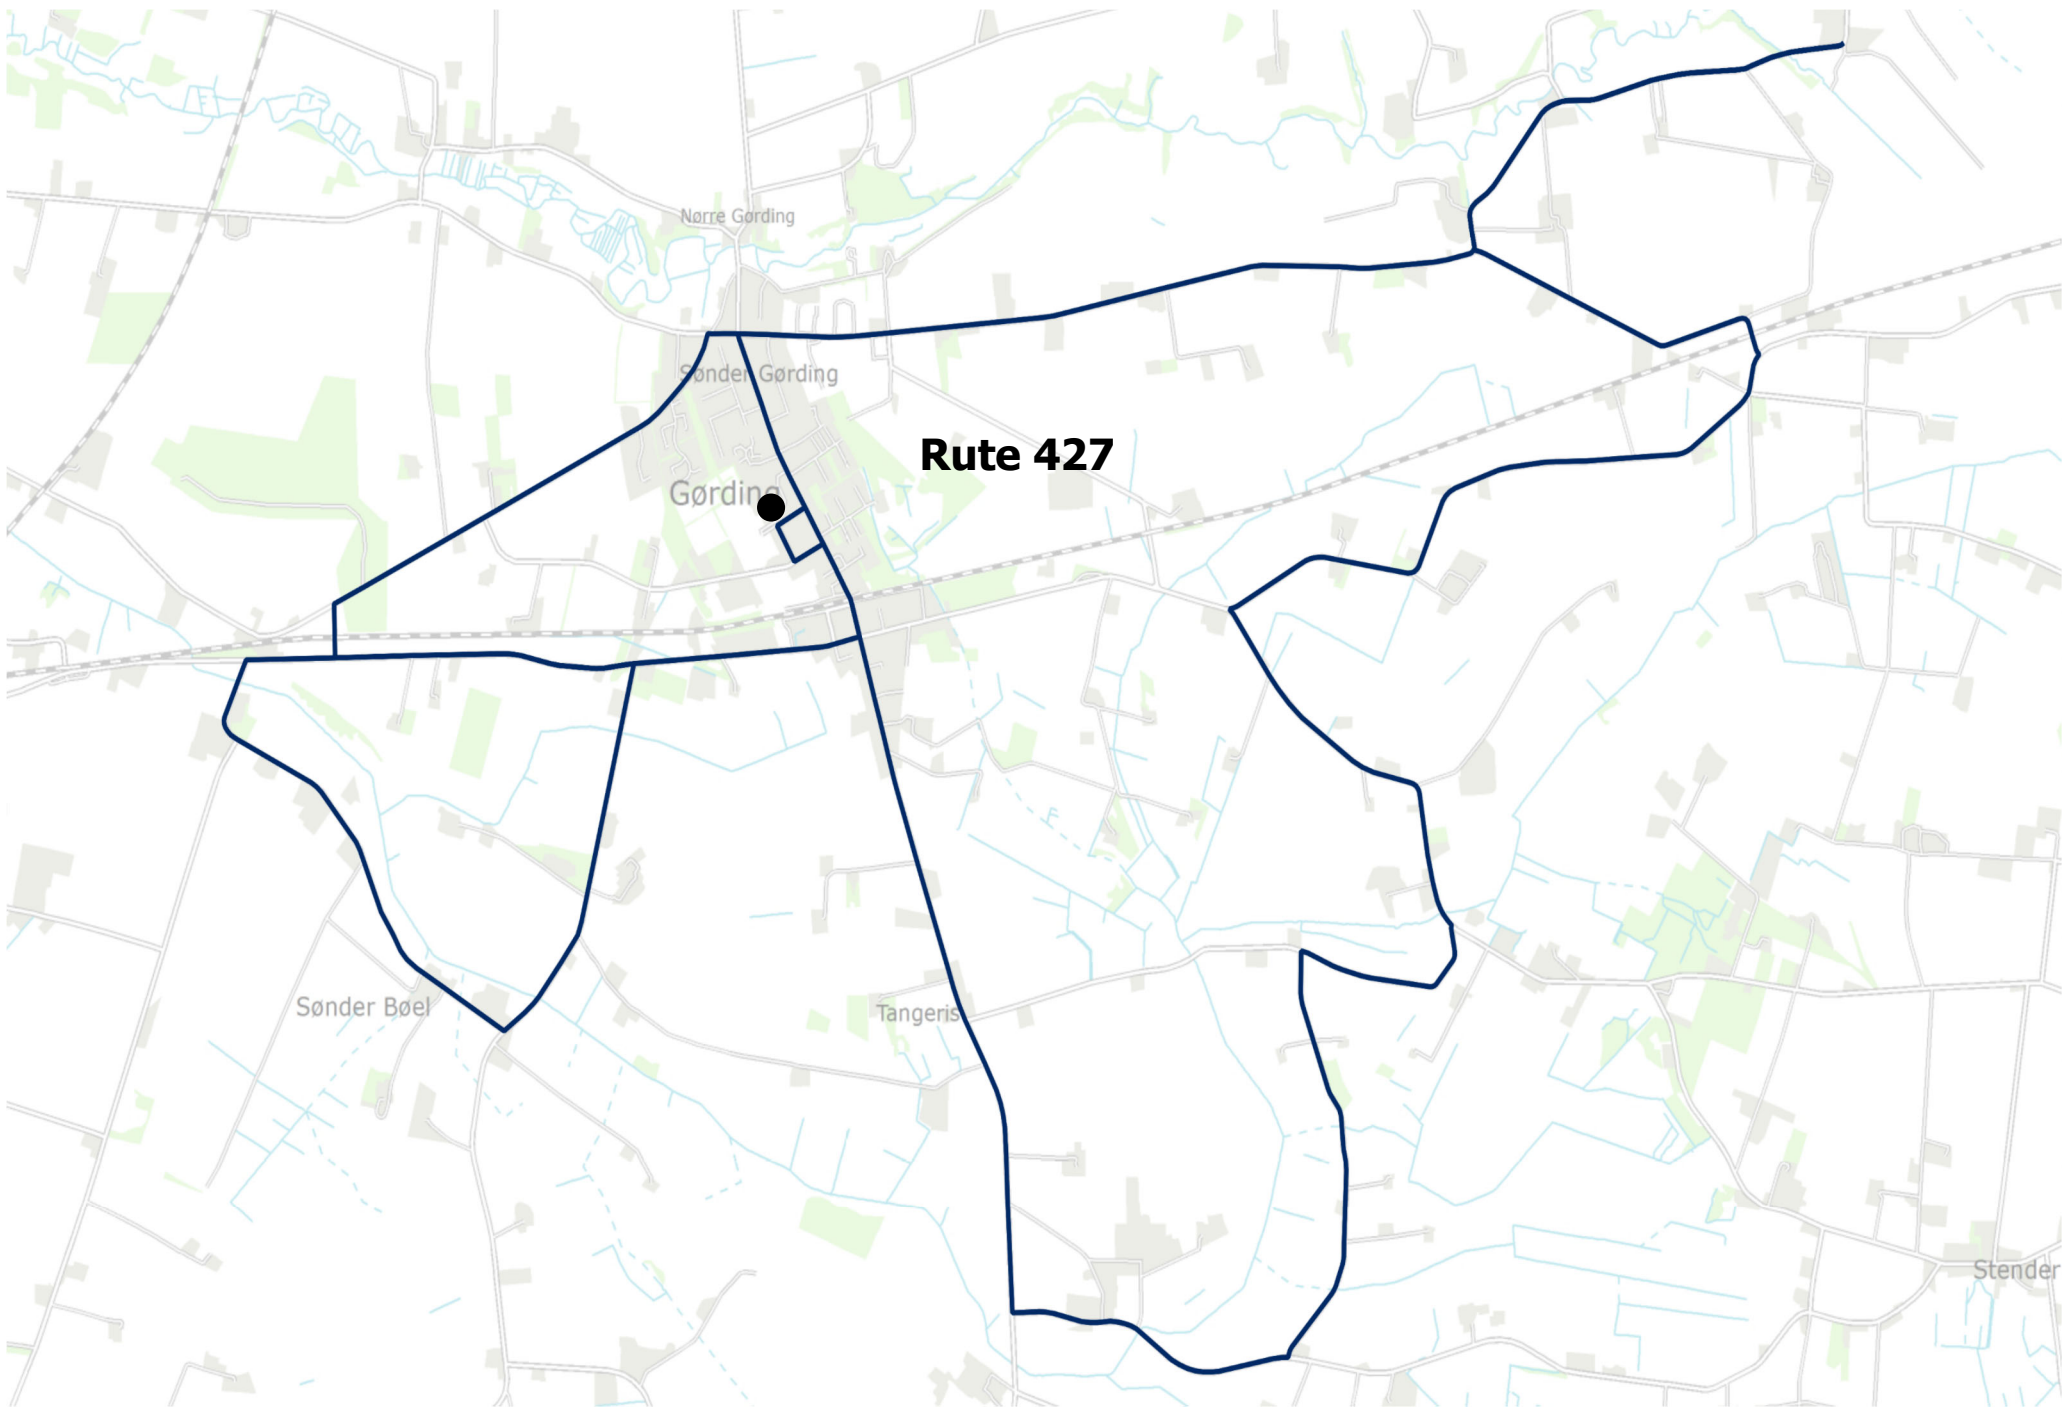 Nørre Gørding
Sønder Gørding
Rute 427
Gørding
Sønder Bøel
Tangeris
Stender